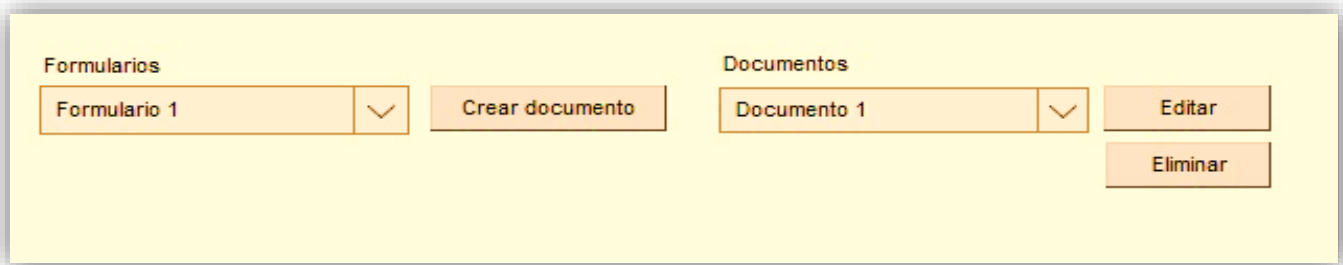 Formularios
Formulario 1
Crear documento
Documentos
Documento 1
Editar
Eliminar